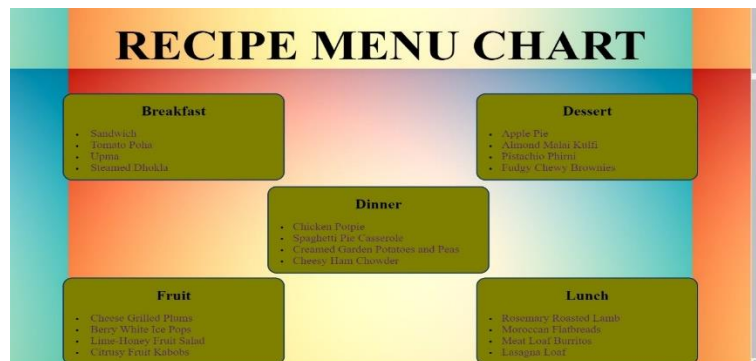 RECIPE MENU CHART
Breakfast
Sandwich
Tomato Poha
Upma
Steamed Dhokla
Dessert
Apple Pie
Almond Malai Kulfi
Pistachio Phirni
Fudgy Chewy Brownies
Dinner
Chicken Potpie
Spaghetti Pie Casserole
Creamed Garden Potatoes and Peas
Cheesy Ham Chowder
Fruit
Cheese Grilled Plums
Berry White Ice Pops
Lime-Honey Fruit Salad
Citrusy Fruit Kabobs
Lunch
Rosemary Roasted Lamb
Moroccan Flatbreads
Meat Loaf Burritos
Lasagna Loaf